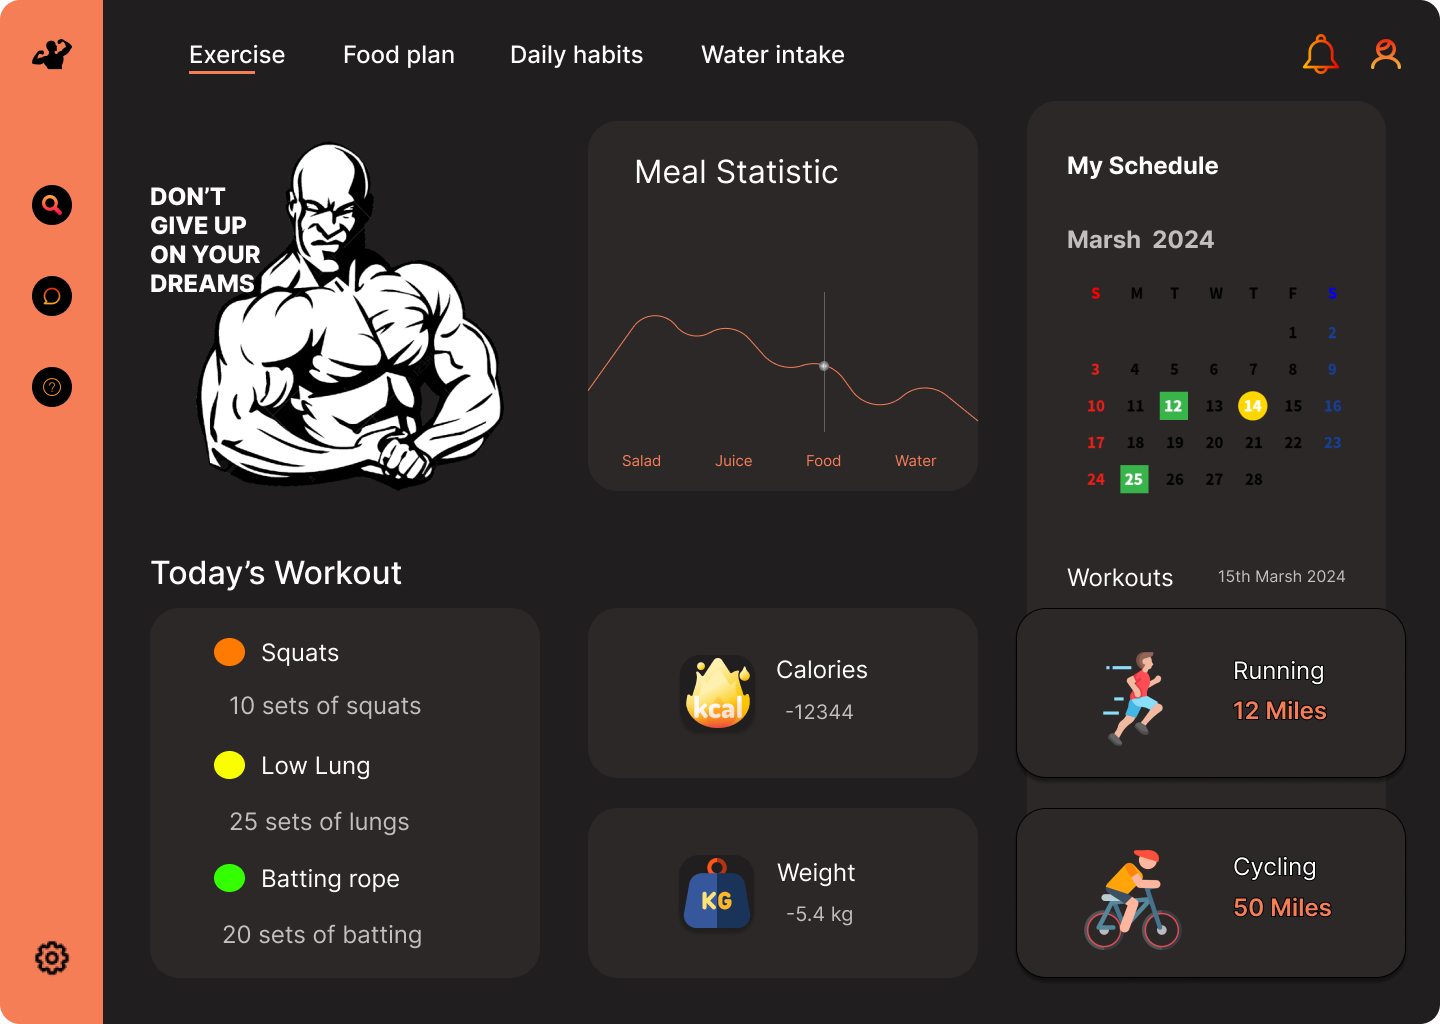 Exercise Food plan Daily habits Water intake
DON’T
GIVE UP
ON YOUR
DREAMS
Meal Statistic
Salad Juice Food Water
My Schedule
Marsh 2024
S M T W T F S
1 2
3 4 5 6 7 8 9
10 11 12 13 14 15 16
17 18 19 20 21 22 23
24 25 26 27 28
Today’s Workout
Squats
10 sets of squats
Low Lung
25 sets of lungs
Batting rope
20 sets of batting
kcal
Calories
-12344
KG
Weight
-5.4 kg
Workouts 15th Marsh 2024
Running
12 Miles
Cycling
50 Miles